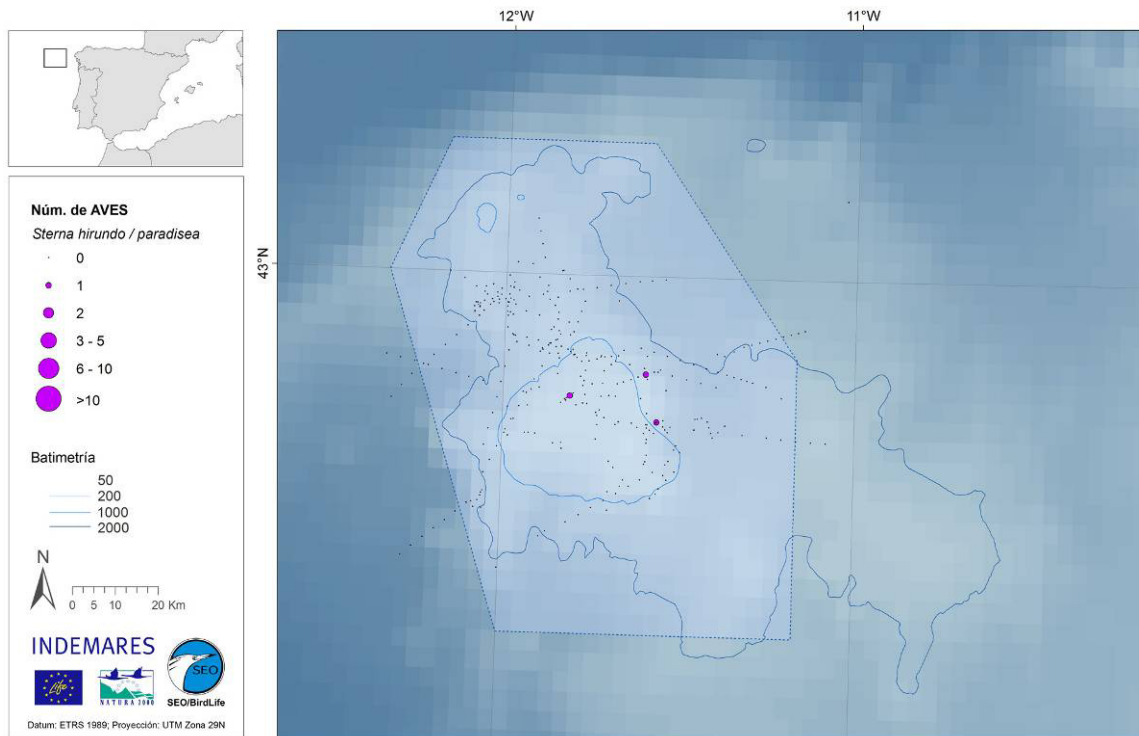 12°W
11°W
43°N
Núm. de AVES
Sterna hirundo / paradisea
0
1
2
3 - 5
6 - 10
>10
Batimetría
50
200
1000
2000
N
0 5 10 20 Km
INDEMARES
Life
NATURA 2000
SEO
SEO/BirdLife
Datum: ETRS 1989; Proyección: UTM Zona 29N